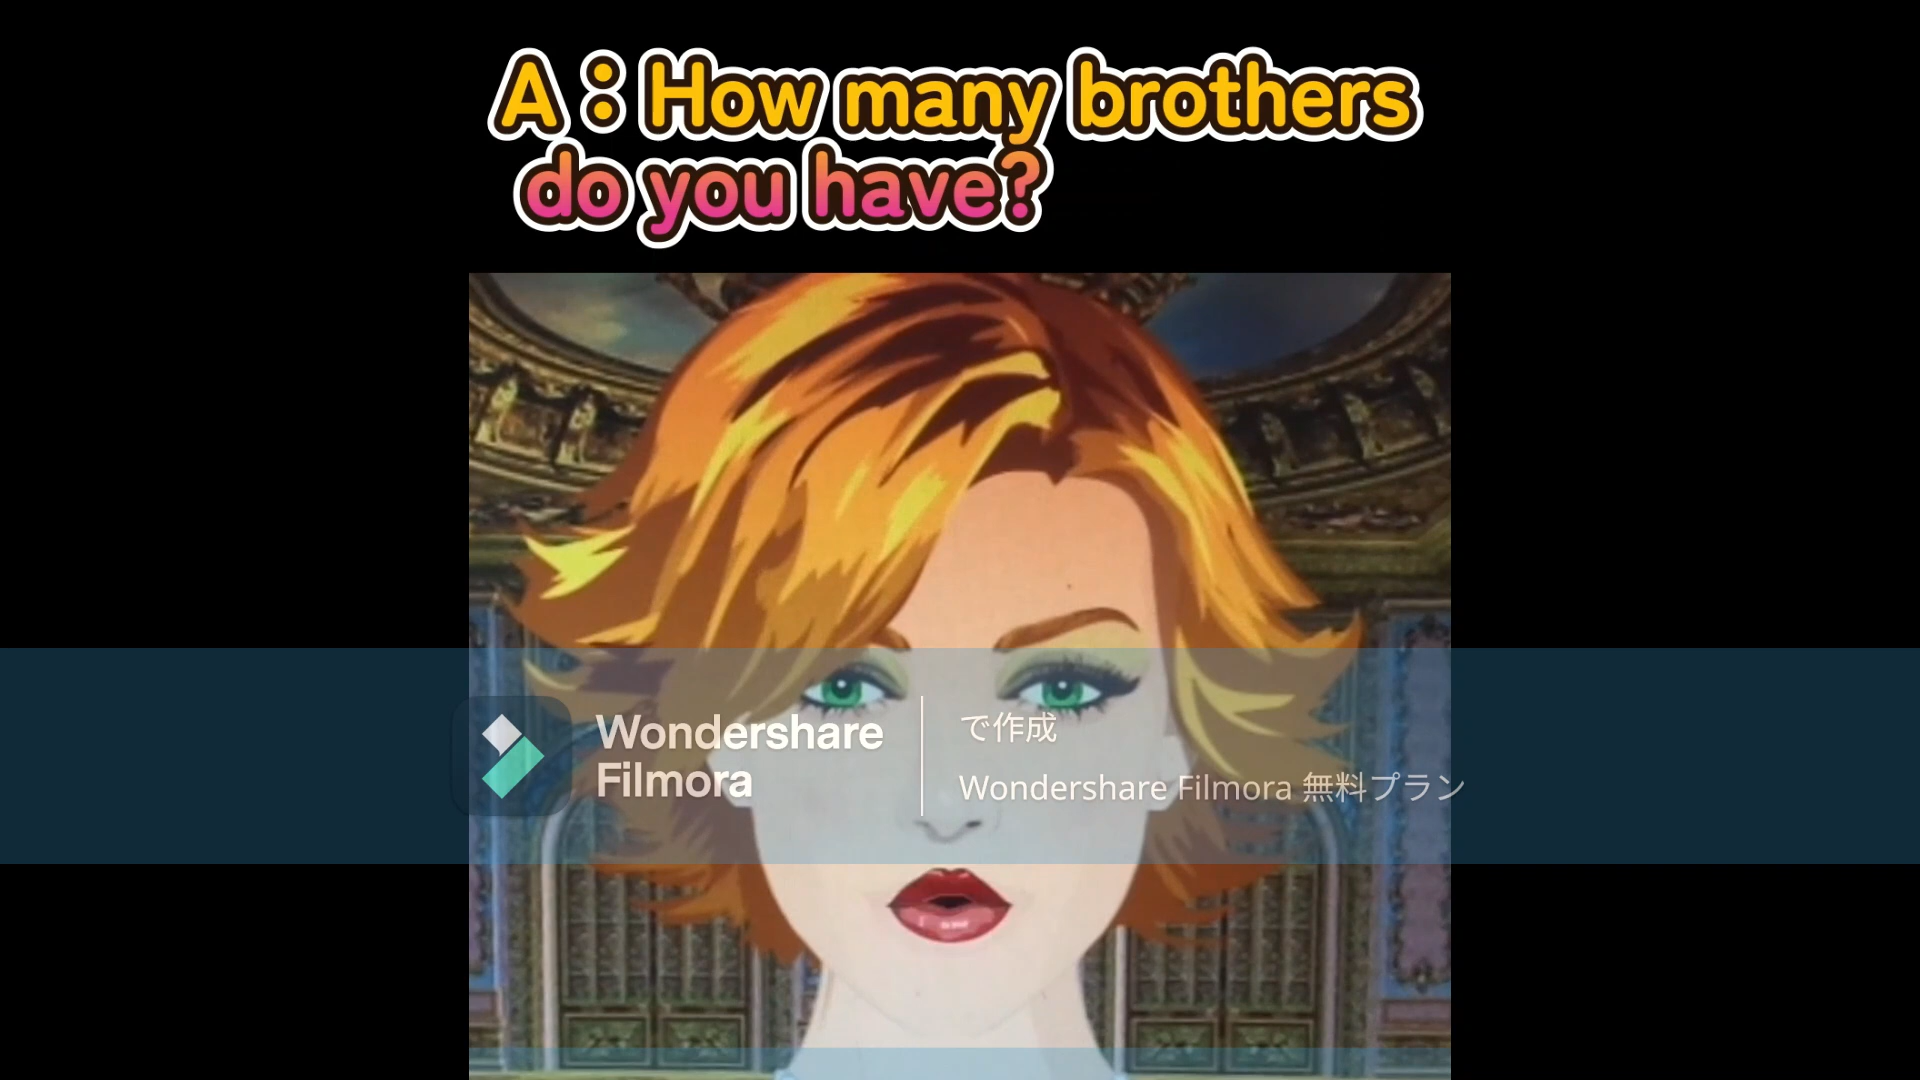 A：How many brothers
do you have?
Wondershare
Filmora
で作成
Wondershare Filmora 無料プラン